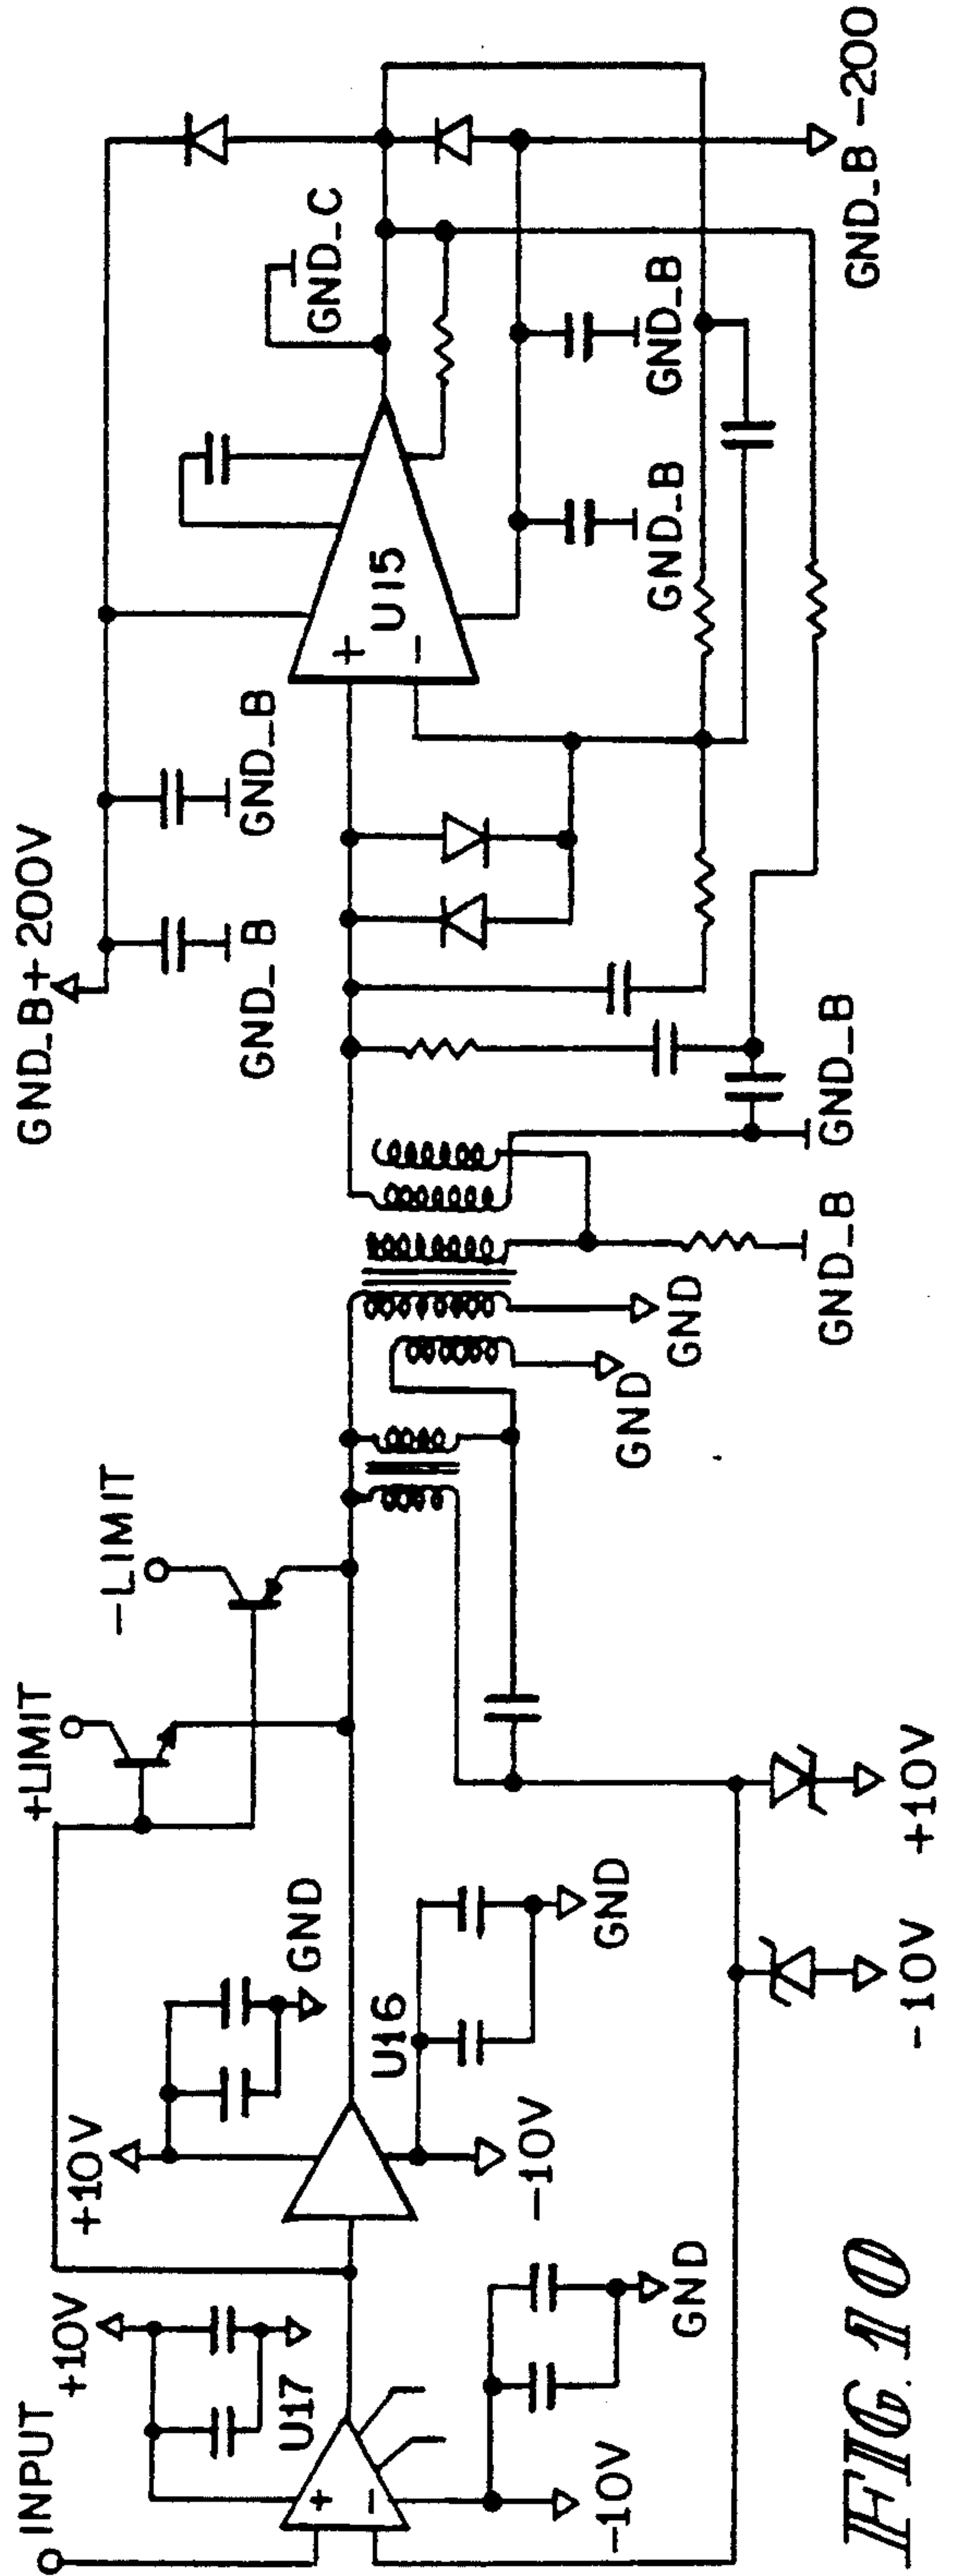 INPUT
+10V
U17
-10V
GND
+10V
GND
U16
-10V
GND
+LIMIT
-LIMIT
-10V
+10V
GND
GND
GND_B
GND_B
GND_B+200V
GND_B
GND_B
+
-
U15
GND_B
GND_B
GND_C
GND_B -200
+
-
FIG. 10